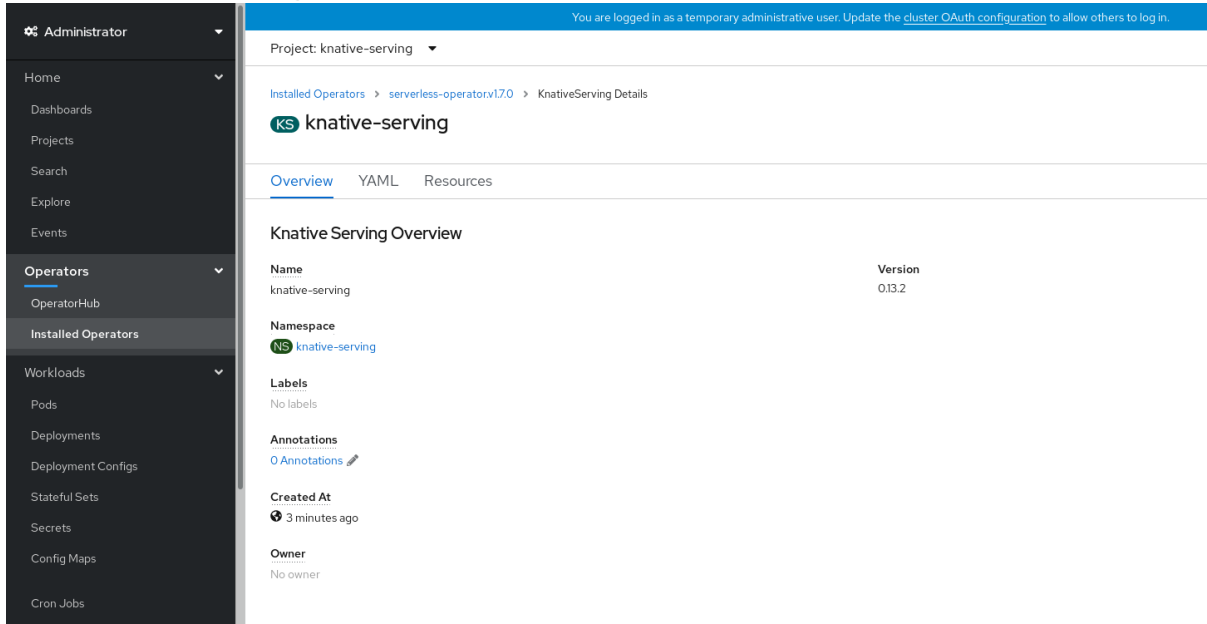 You are logged in as a temporary administrative user. Update the cluster OAuth configuration to allow others to log in.
Administrator
Home
Dashboards
Projects
Search
Explore
Events
Operators
OperatorHub
Installed Operators
Workloads
Pods
Deployments
Deployment Configs
Stateful Sets
Secrets
Config Maps
Cron Jobs
Project: knative-serving
Installed Operators > serverless-operator.v1.7.0 > KnativeServing Details
KS knative-serving
Overview YAML Resources
Knative Serving Overview
Name
knative-serving
Version
0.13.2
Namespace
NS knative-serving
Labels
No labels
Annotations
0 Annotations
Created At
3 minutes ago
Owner
No owner